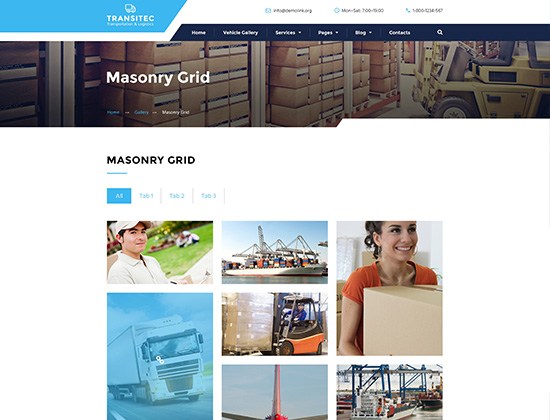 TRANSITEC
Transportation & Logistics
info@demolink.org
Mon–Sat: 7:00–19:00
1-800-1234-567
Home
Vehicle Gallery
Services
Pages
Blog
Contacts
Masonry Grid
Home
Gallery
Masonry Grid
MASONRY GRID
All
Tab 1
Tab 2
Tab 3